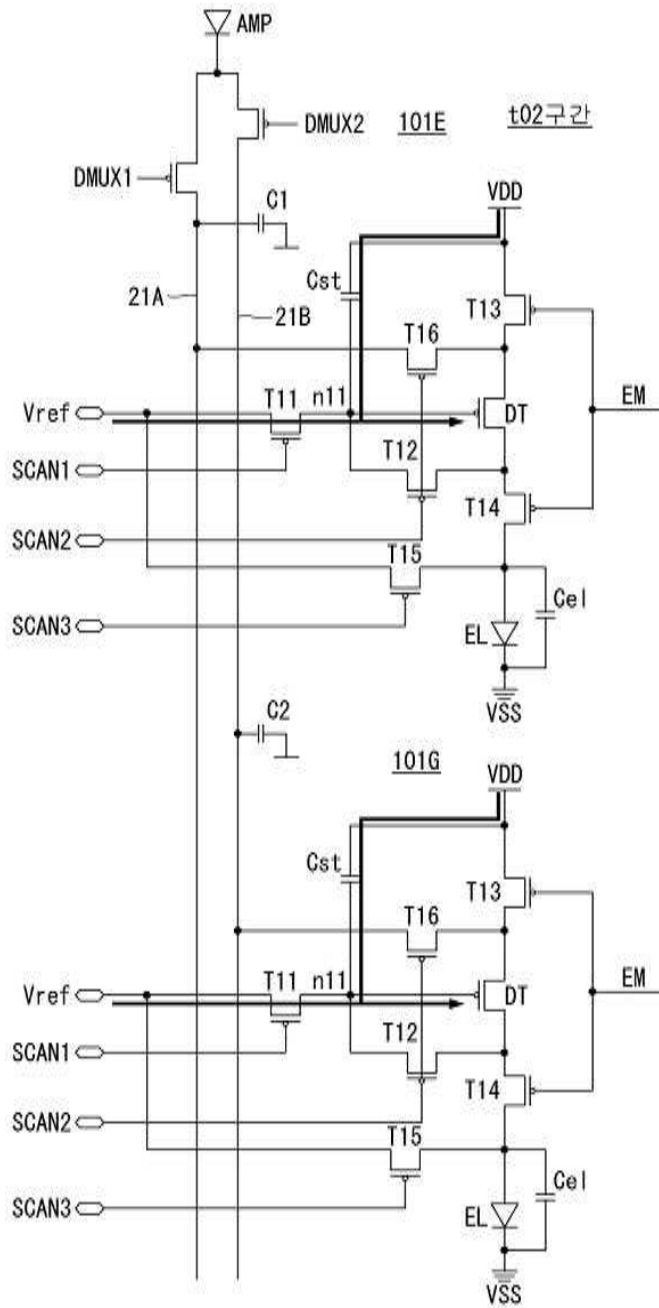 AMP
DMUX2
101E
t02구간
DMUX1
C1
VDD
Cst
21A
21B
T16
T13
Vref
T11
n11
DT
EM
SCAN1
T12
T14
SCAN2
T15
SCAN3
EL
Cel
VSS
C2
101G
VDD
Cst
T13
T16
Vref
T11
n11
DT
EM
SCAN1
T12
T14
SCAN2
T15
SCAN3
EL
Cel
VSS